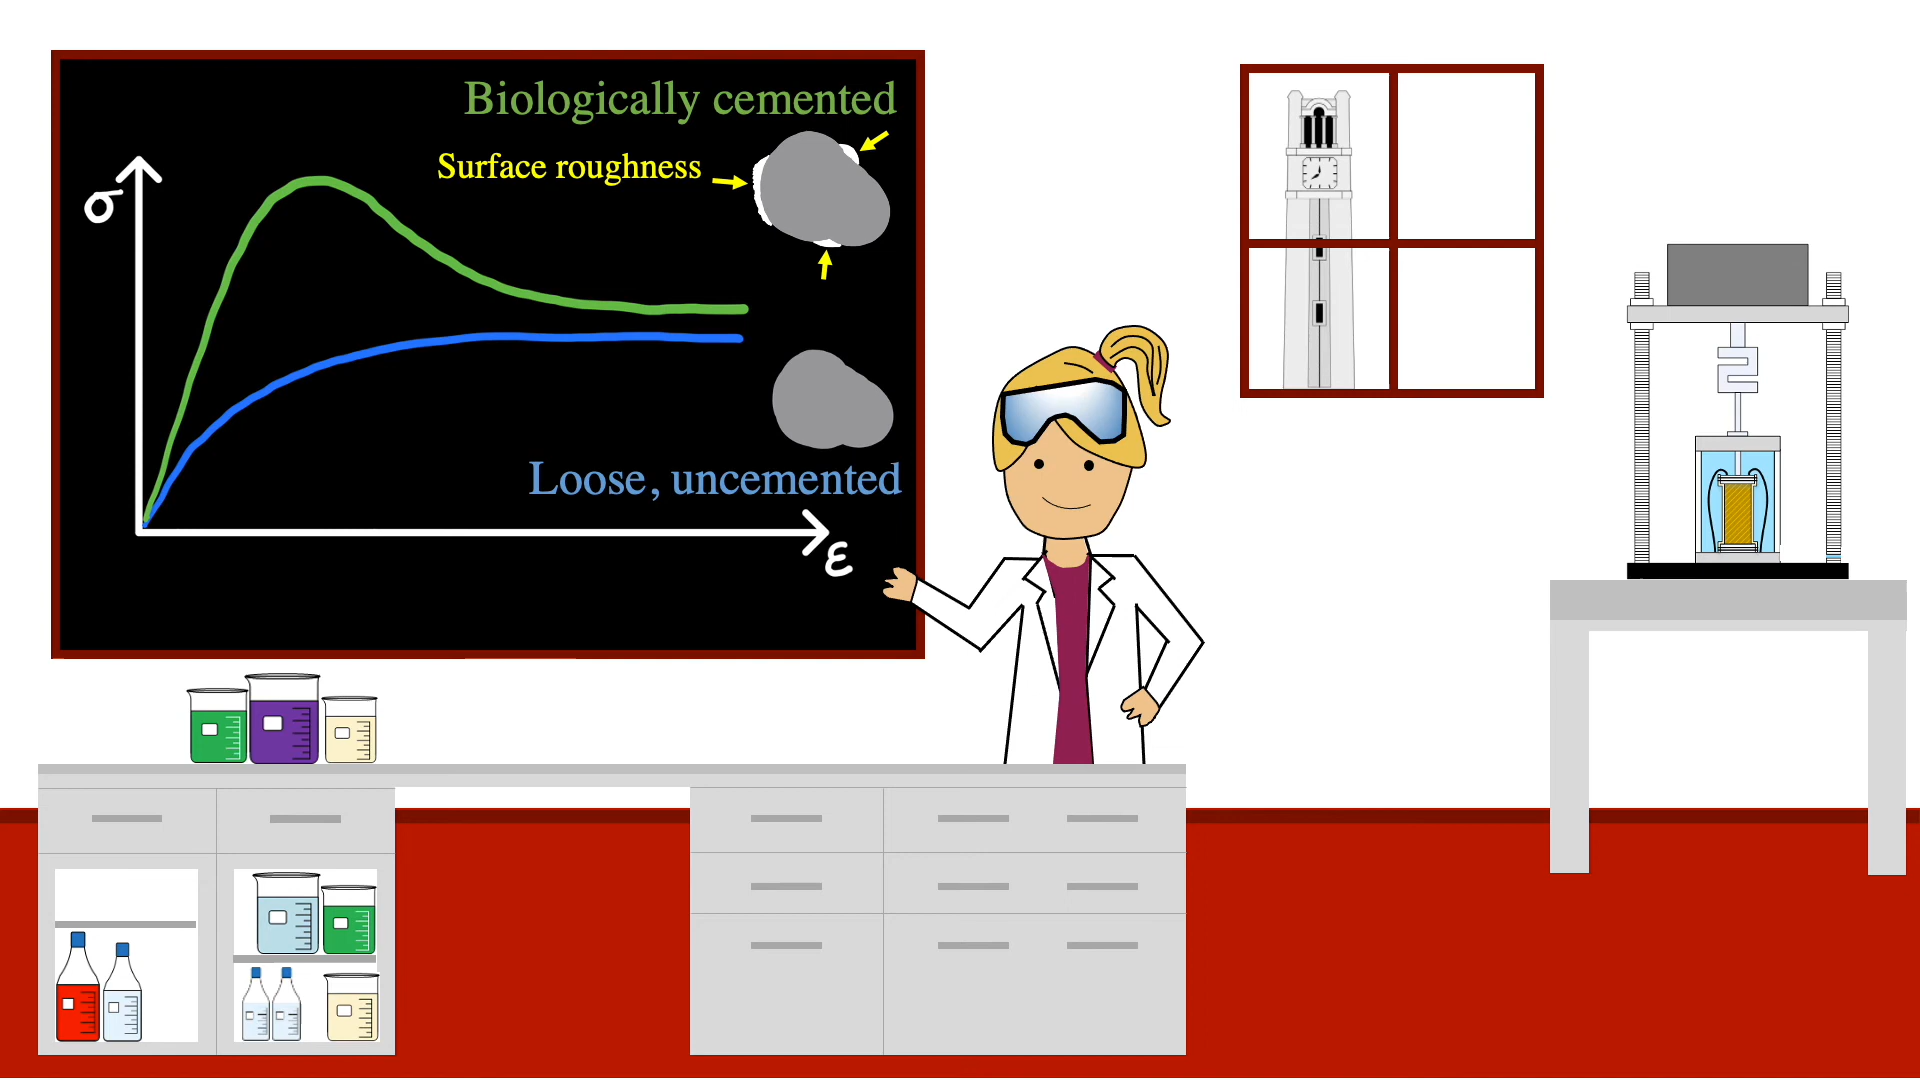 Biologically cemented
Surface roughness
σ
Loose, uncemented
ε